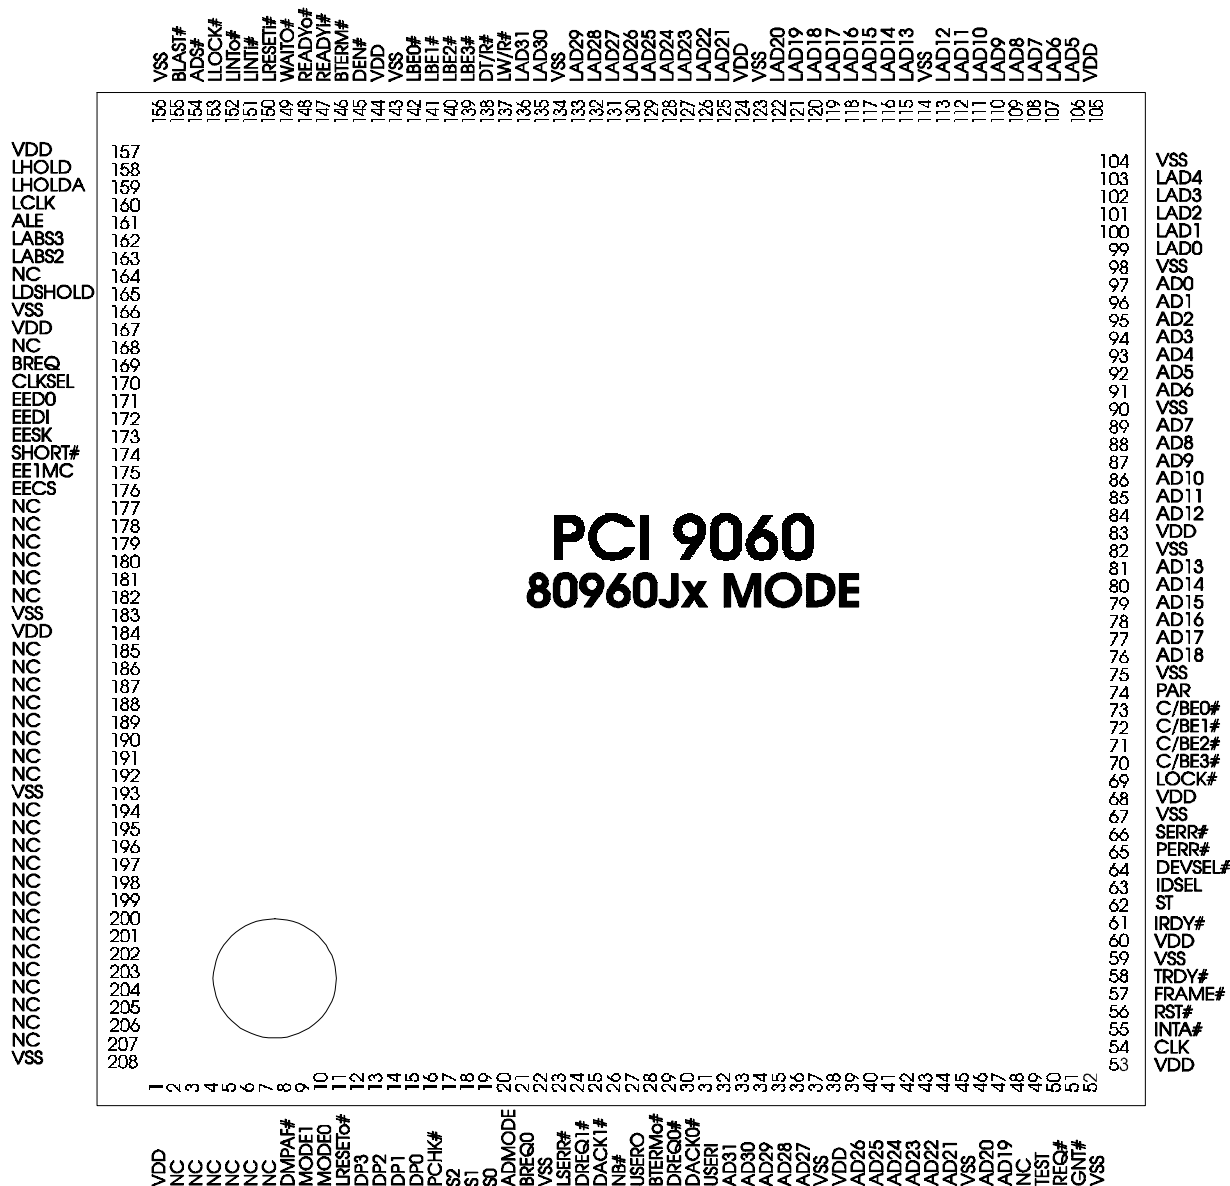 VSS BLAST# ADS# LLOCK# LINTo# LINTi# LRESETi# WAITO# READYo# READYi# BTERM# DEN# VDD VSS LBE0# LBE1# LBE2# LBE3# DT/R# LW/R# LAD31 LAD30 VSS LAD29 LAD28 LAD27 LAD26 LAD25 LAD24 LAD23 LAD22 LAD21 VDD VSS LAD20 LAD19 LAD18 LAD17 LAD16 LAD15 LAD14 LAD13 VSS LAD12 LAD11 LAD10 LAD9 LAD8 LAD7 LAD6 LAD5 VDD
156 155 154 153 152 151 150 149 148 147 146 145 144 143 142 141 140 139 138 137 136 135 134 133 132 131 130 129 128 127 126 125 124 123 122 121 120 119 118 117 116 115 114 113 112 111 110 109 108 107 106 105
VDD 157
LHOLD 158
LHOLDA 159
LCLK 160
ALE 161
LABS3 162
LABS2 163
NC 164
LDSHOLD 165
VSS 166
VDD 167
NC 168
BREQ 169
CLKSEL 170
EED0 171
EEDI 172
EESK 173
SHORT# 174
EE1MC 175
EECS 176
NC 177
NC 178
NC 179
NC 180
NC 181
NC 182
VSS 183
VDD 184
NC 185
NC 186
NC 187
NC 188
NC 189
NC 190
NC 191
NC 192
VSS 193
NC 194
NC 195
NC 196
NC 197
NC 198
NC 199
NC 200
NC 201
NC 202
NC 203
NC 204
NC 205
NC 206
NC 207
VSS 208
PCI 9060
80960Jx MODE
104 VSS
103 LAD4
102 LAD3
101 LAD2
100 LAD1
99 LAD0
98 VSS
97 AD0
96 AD1
95 AD2
94 AD3
93 AD4
92 AD5
91 AD6
90 VSS
89 AD7
88 AD8
87 AD9
86 AD10
85 AD11
84 AD12
83 VDD
82 VSS
81 AD13
80 AD14
79 AD15
78 AD16
77 AD17
76 AD18
75 VSS
74 PAR
73 C/BE0#
72 C/BE1#
71 C/BE2#
70 C/BE3#
69 LOCK#
68 VDD
67 VSS
66 SERR#
65 PERR#
64 DEVSEL#
63 IDSEL
62 ST
61 IRDY#
60 VDD
59 VSS
58 TRDY#
57 FRAME#
56 RST#
55 INTA#
54 CLK
53 VDD
1 2 3 4 5 6 7 8 9 10 11 12 13 14 15 16 17 18 19 20 21 22 23 24 25 26 27 28 29 30 31 32 33 34 35 36 37 38 39 40 41 42 43 44 45 46 47 48 49 50 51 52
VDD NC NC NC NC NC NC DMPAF# MODE1 MODE0 LRESETo# DP3 DP2 DP1 DP0 PCHK# S2 S1 S0 ADMODE BREQ0 VSS LSERR# DREQ1# DACK1# NB# USERO BTERMo# DREQ0# DACK0# USERI AD31 AD30 AD29 AD28 AD27 VSS VDD AD26 AD25 AD24 AD23 AD22 AD21 VSS AD20 AD19 NC TEST REQ# GNT# VSS